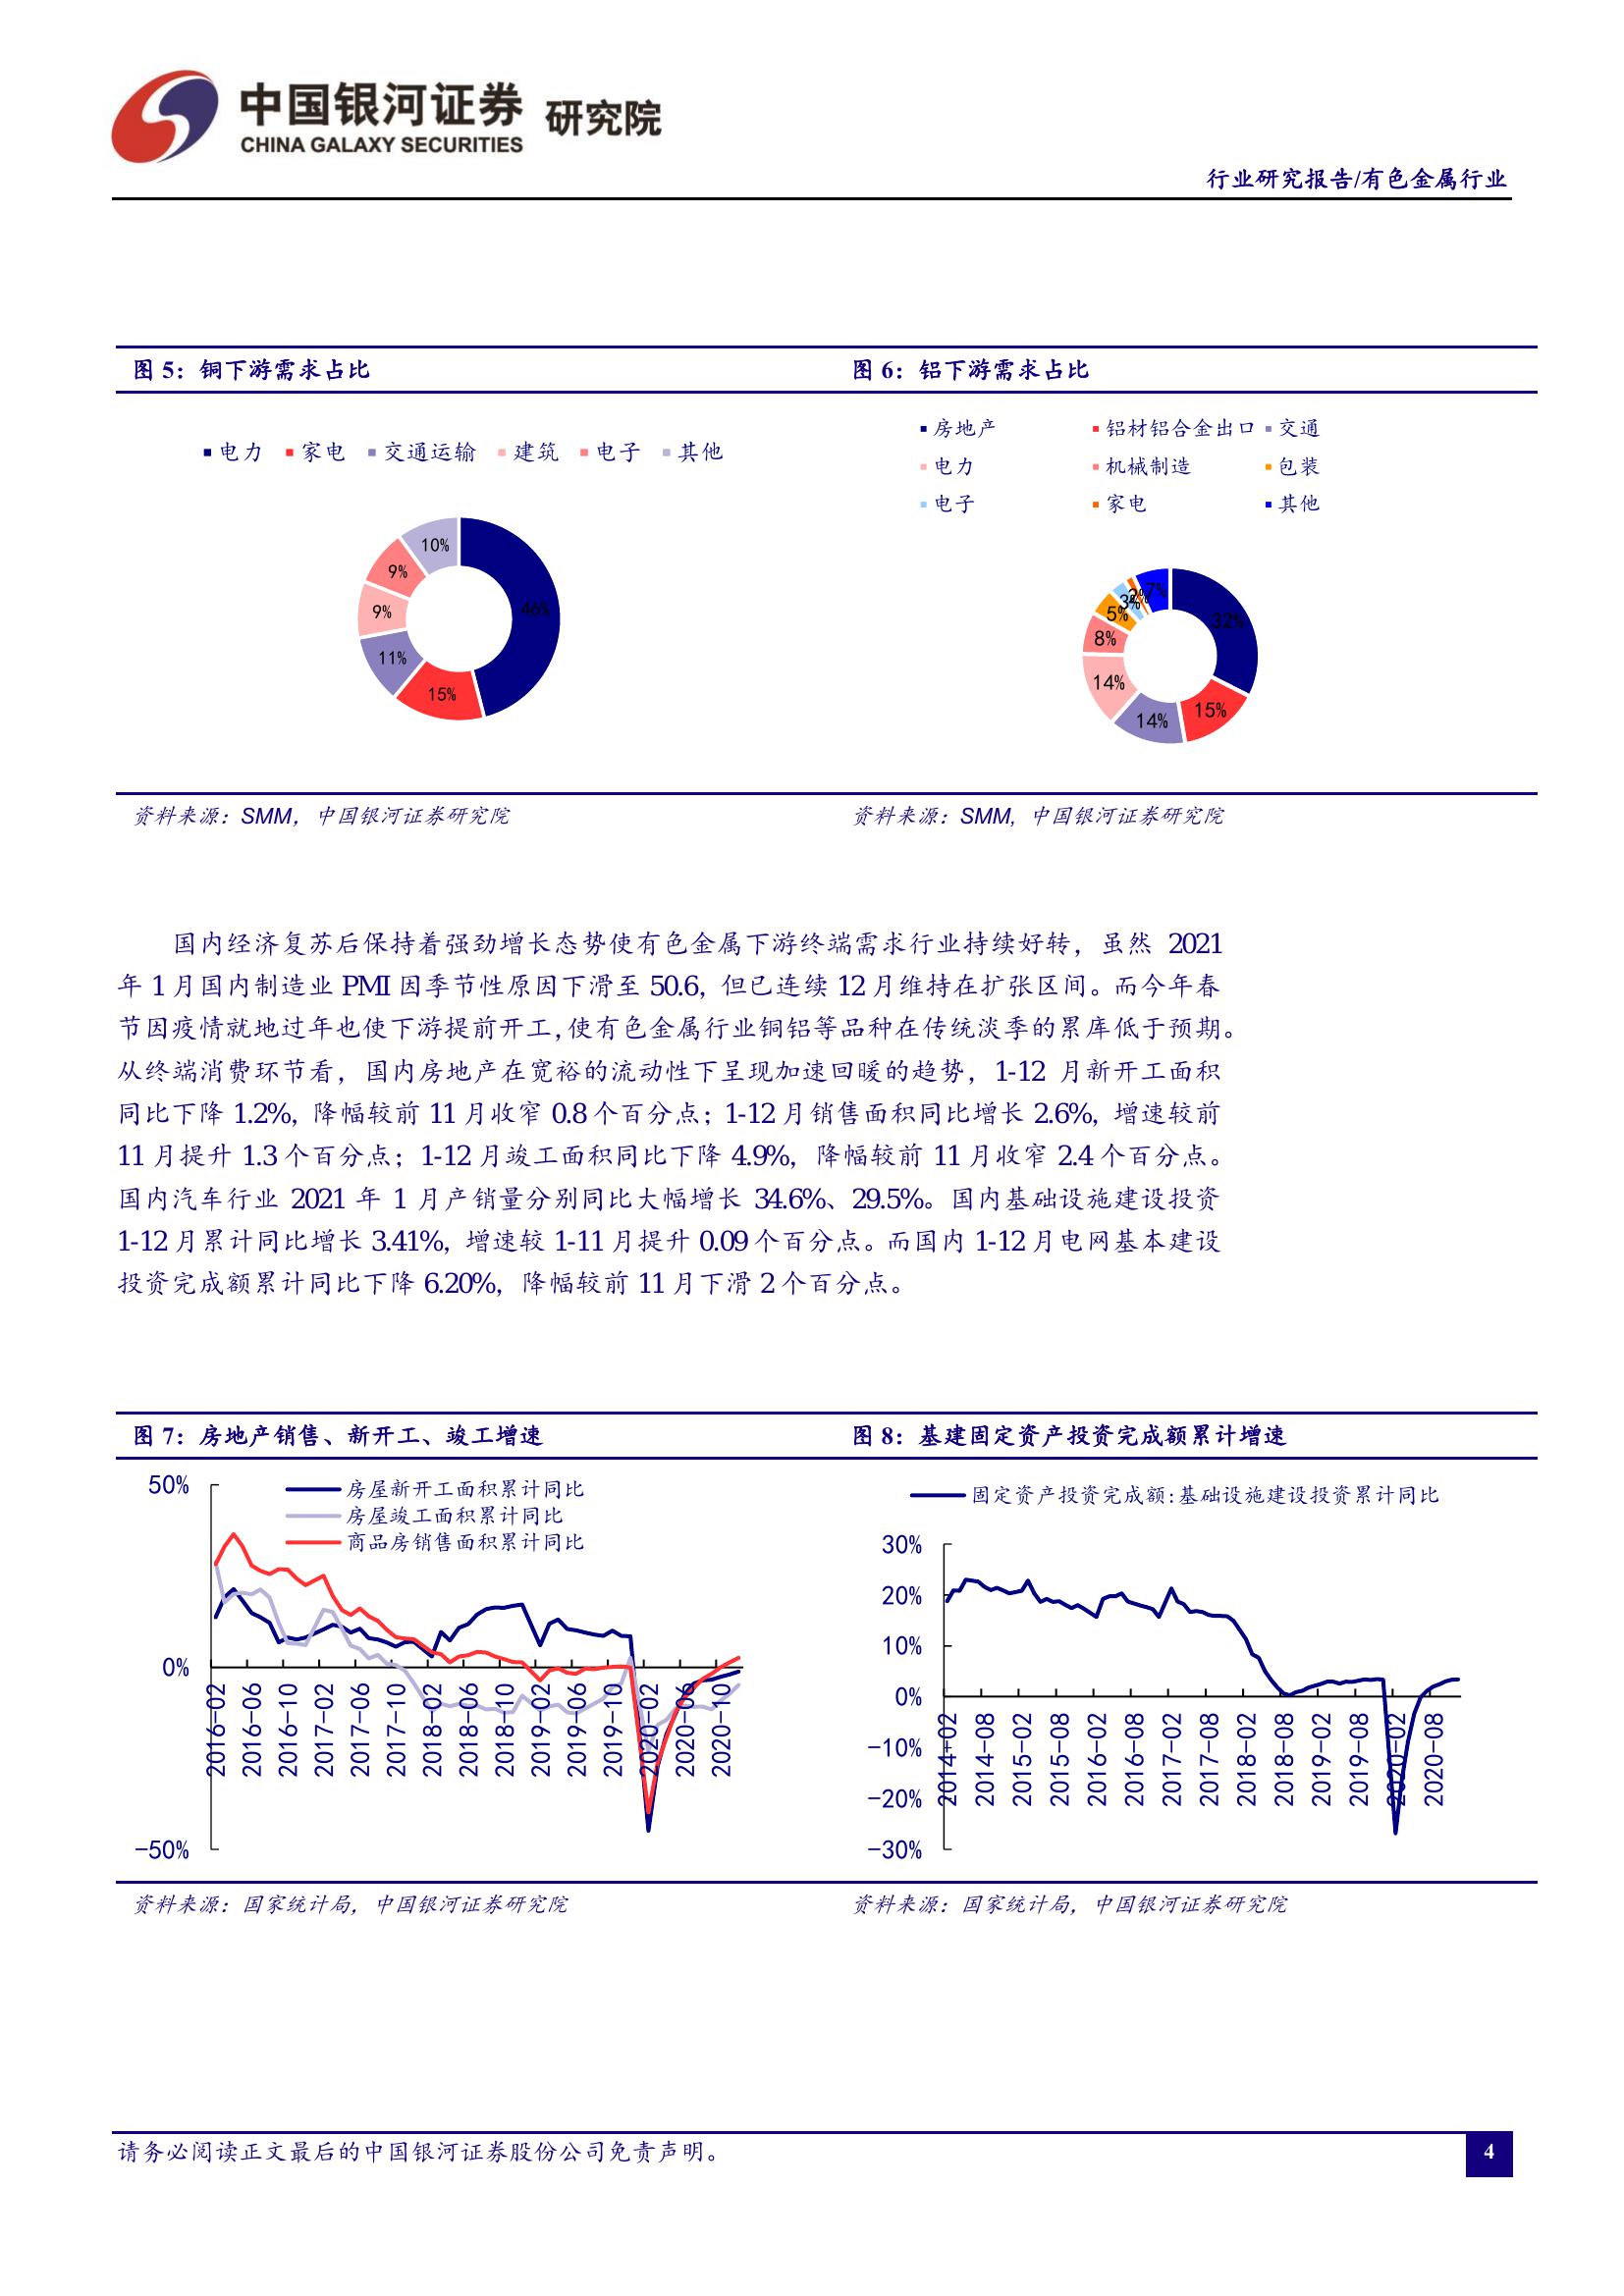 中国银河证券 研究院
CHINA GALAXY SECURITIES
行业研究报告/有色金属行业
图 5：铜下游需求占比
电力 家电 交通运输 建筑 电子 其他
10%
9%
46%
9%
11%
15%
资料来源：SMM，中国银河证券研究院
图 6：铝下游需求占比
房地产 铝材铝合金出口 交通
电力 机械制造 包装
电子 家电 其他
7%
2%
3%
5%
32%
8%
14%
15%
14%
资料来源：SMM, 中国银河证券研究院
国内经济复苏后保持着强劲增长态势使有色金属下游终端需求行业持续好转，虽然 2021
年 1 月国内制造业 PMI 因季节性原因下滑至 50.6，但已连续 12 月维持在扩张区间。而今年春
节因疫情就地过年也使下游提前开工，使有色金属行业铜铝等品种在传统淡季的累库低于预期。
从终端消费环节看，国内房地产在宽裕的流动性下呈现加速回暖的趋势，1-12 月新开工面积
同比下降 1.2%，降幅较前 11 月收窄 0.8 个百分点；1-12 月销售面积同比增长 2.6%，增速较前
11 月提升 1.3 个百分点；1-12 月竣工面积同比下降 4.9%，降幅较前 11 月收窄 2.4 个百分点。
国内汽车行业 2021 年 1 月产销量分别同比大幅增长 34.6%、29.5%。国内基础设施建设投资
1-12 月累计同比增长 3.41%，增速较 1-11 月提升 0.09 个百分点。而国内 1-12 月电网基本建设
投资完成额累计同比下降 6.20%，降幅较前 11 月下滑 2 个百分点。
图 7：房地产销售、新开工、竣工增速
房屋新开工面积累计同比
房屋竣工面积累计同比
商品房销售面积累计同比
50%
0%
-50%
2016-02
2016-06
2016-10
2017-02
2017-06
2017-10
2018-02
2018-06
2018-10
2019-02
2019-06
2019-10
2020-02
2020-06
2020-10
资料来源：国家统计局，中国银河证券研究院
图 8：基建固定资产投资完成额累计增速
固定资产投资完成额:基础设施建设投资累计同比
30%
20%
10%
0%
-10%
-20%
-30%
2014-02
2014-08
2015-02
2015-08
2016-02
2016-08
2017-02
2017-08
2018-02
2018-08
2019-02
2019-08
2020-02
2020-08
资料来源：国家统计局，中国银河证券研究院
请务必阅读正文最后的中国银河证券股份公司免责声明。
4